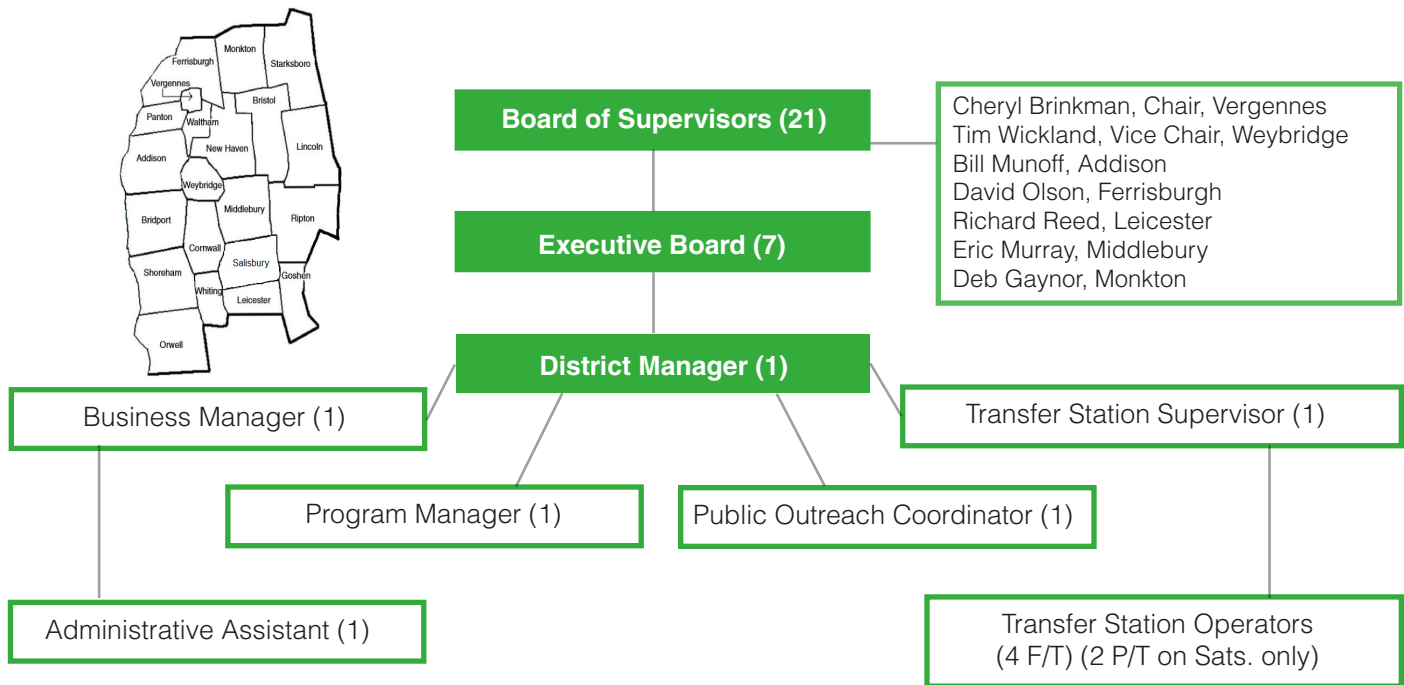 Monkton
Ferrisburgh
Starksboro
Vergennes
Bristol
Panton
Waltham
New Haven
Lincoln
Addison
Weybridge
Middlebury
Bridport
Ripton
Cornwall
Salisbury
Shoreham
Goshen
Whiting
Leicester
Orwell
Board of Supervisors (21)
Cheryl Brinkman, Chair, Vergennes
Tim Wickland, Vice Chair, Weybridge
Bill Munoff, Addison
David Olson, Ferrisburgh
Richard Reed, Leicester
Eric Murray, Middlebury
Deb Gaynor, Monkton
Executive Board (7)
District Manager (1)
Business Manager (1)
Transfer Station Supervisor (1)
Program Manager (1)
Public Outreach Coordinator (1)
Administrative Assistant (1)
Transfer Station Operators
(4 F/T) (2 P/T on Sats. only)